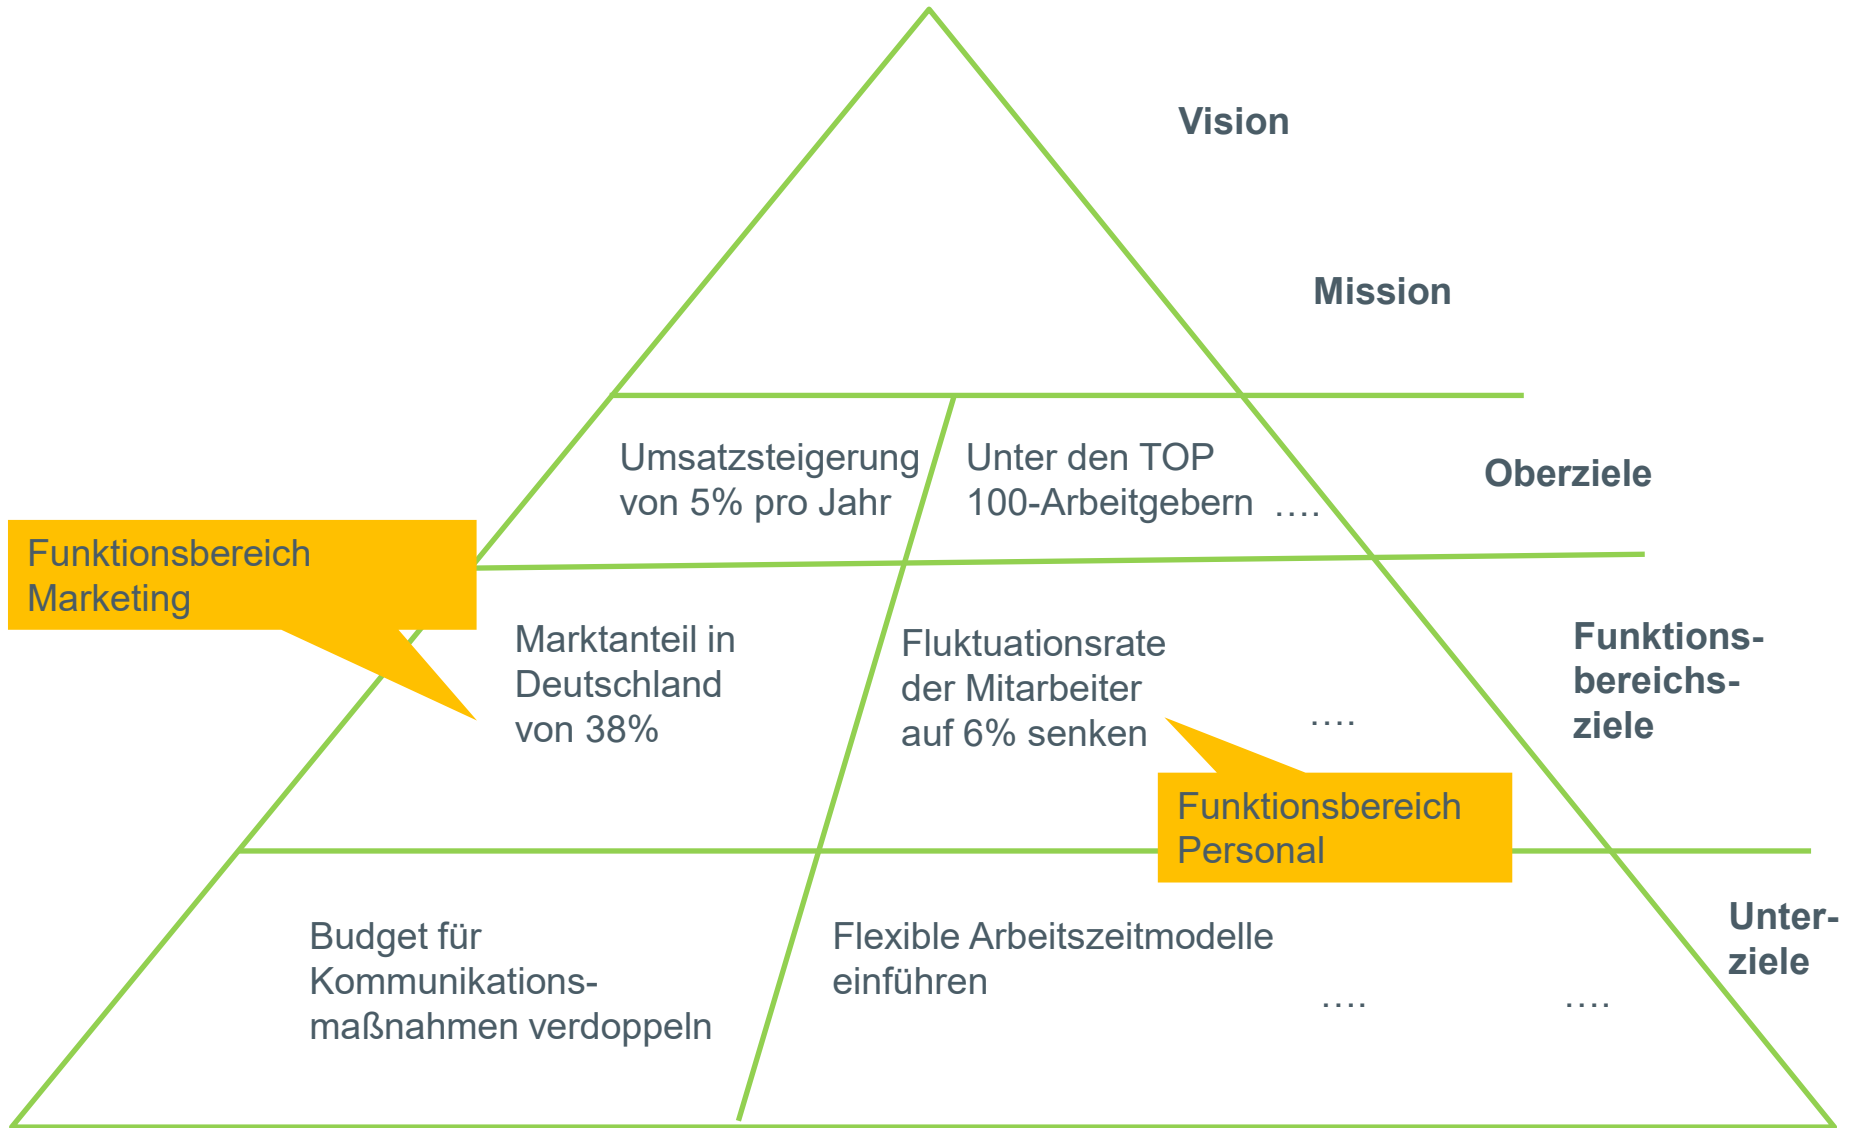 Vision
Mission
Umsatzsteigerung
von 5% pro Jahr
Unter den TOP
100-Arbeitgebern
....
Oberziele
Funktionsbereich
Marketing
Marktanteil in
Deutschland
von 38%
Fluktuationsrate
der Mitarbeiter
auf 6% senken
....
Funktions-
bereichs-
ziele
Funktionsbereich
Personal
Budget für
Kommunikations-
maßnahmen verdoppeln
Flexible Arbeitszeitmodelle
einführen
....
....
Unter-
ziele